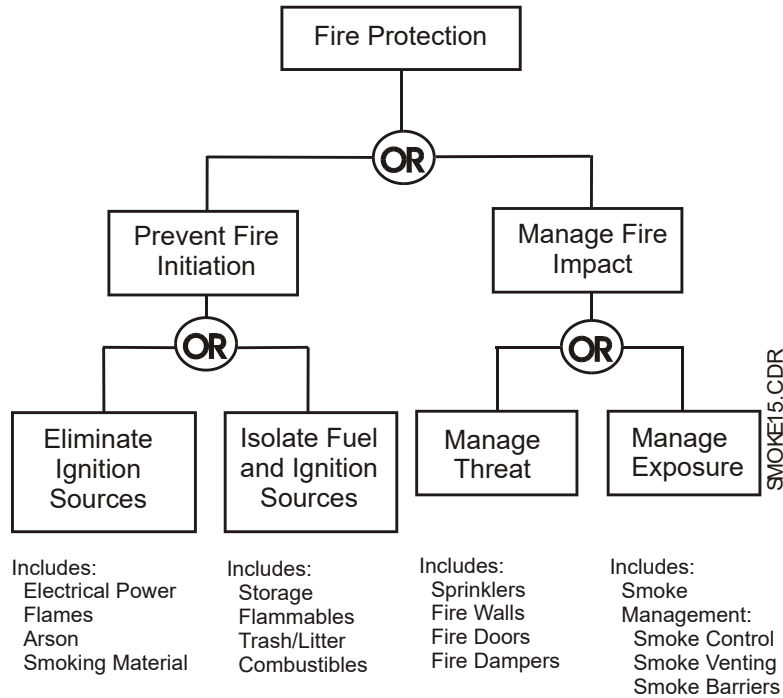 Fire Protection
OR
Prevent Fire
Initiation
Manage Fire
Impact
OR
OR
Eliminate
Ignition
Sources
Isolate Fuel
and Ignition
Sources
Manage
Threat
Manage
Exposure
SMOKE15.CDR
Includes:
Electrical Power
Flames
Arson
Smoking Material
Includes:
Storage
Flammables
Trash/Litter
Combustibles
Includes:
Sprinklers
Fire Walls
Fire Doors
Fire Dampers
Includes:
Smoke
Management:
Smoke Control
Smoke Venting
Smoke Barriers